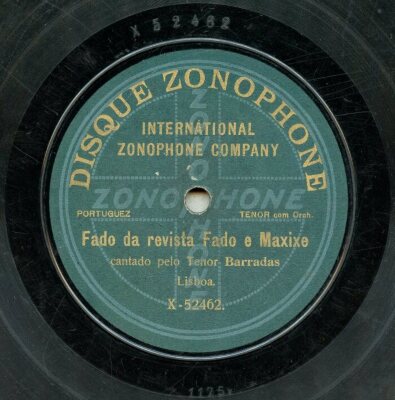 X 52462
DISQUE ZONOPHONE
INTERNATIONAL
ZONOPHONE COMPANY
ZONOPHONE
PORTUGUEZ
TENOR com Orch.
Fado da revista Fado e Maxixe
cantado pelo Tenor Barradas
Lisboa.
X-52462.